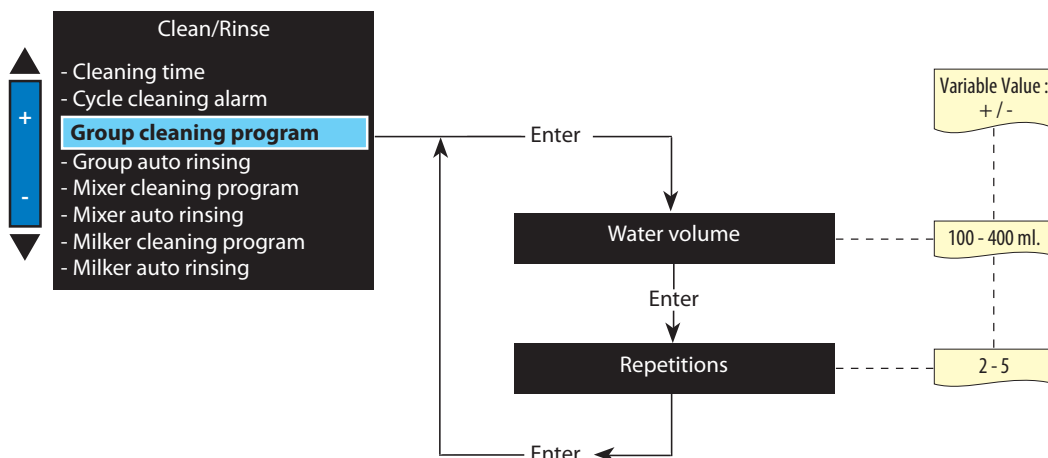 Clean/Rinse
- Cleaning time
- Cycle cleaning alarm
Group cleaning program
- Group auto rinsing
- Mixer cleaning program
- Mixer auto rinsing
- Milker cleaning program
- Milker auto rinsing
+
-
Enter
Water volume
Enter
Repetitions
Enter
Variable Value :
+ / -
100 - 400 ml.
2 - 5